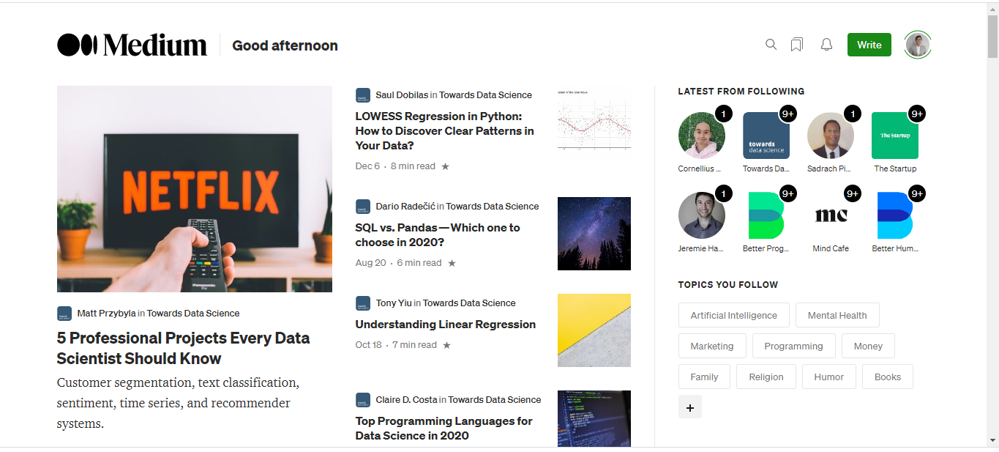 Medium
Good afternoon
Write
NETFLIX
Panasonic
TV
Matt Przybyla in Towards Data Science
5 Professional Projects Every Data
Scientist Should Know
Customer segmentation, text classification,
sentiment, time series, and recommender
systems.
Saul Dobilas in Towards Data Science
LOWESS Regression in Python:
How to Discover Clear Patterns in
Your Data?
Dec 6 · 8 min read ★
Dario Radečić in Towards Data Science
SQL vs. Pandas — Which one to
choose in 2020?
Aug 20 · 6 min read ★
Tony Yiu in Towards Data Science
Understanding Linear Regression
Oct 18 · 7 min read ★
Claire D. Costa in Towards Data Science
Top Programming Languages for
Data Science in 2020
LATEST FROM FOLLOWING
1
9+
1
9+
towards
data science
The Startup
Cornellius ...
Towards Da...
Sadrach Pi...
The Startup
1
9+
9+
9+
mc
Jeremie Ha...
Better Prog...
Mind Cafe
Better Hum...
TOPICS YOU FOLLOW
Artificial Intelligence
Mental Health
Marketing
Programming
Money
Family
Religion
Humor
Books
+